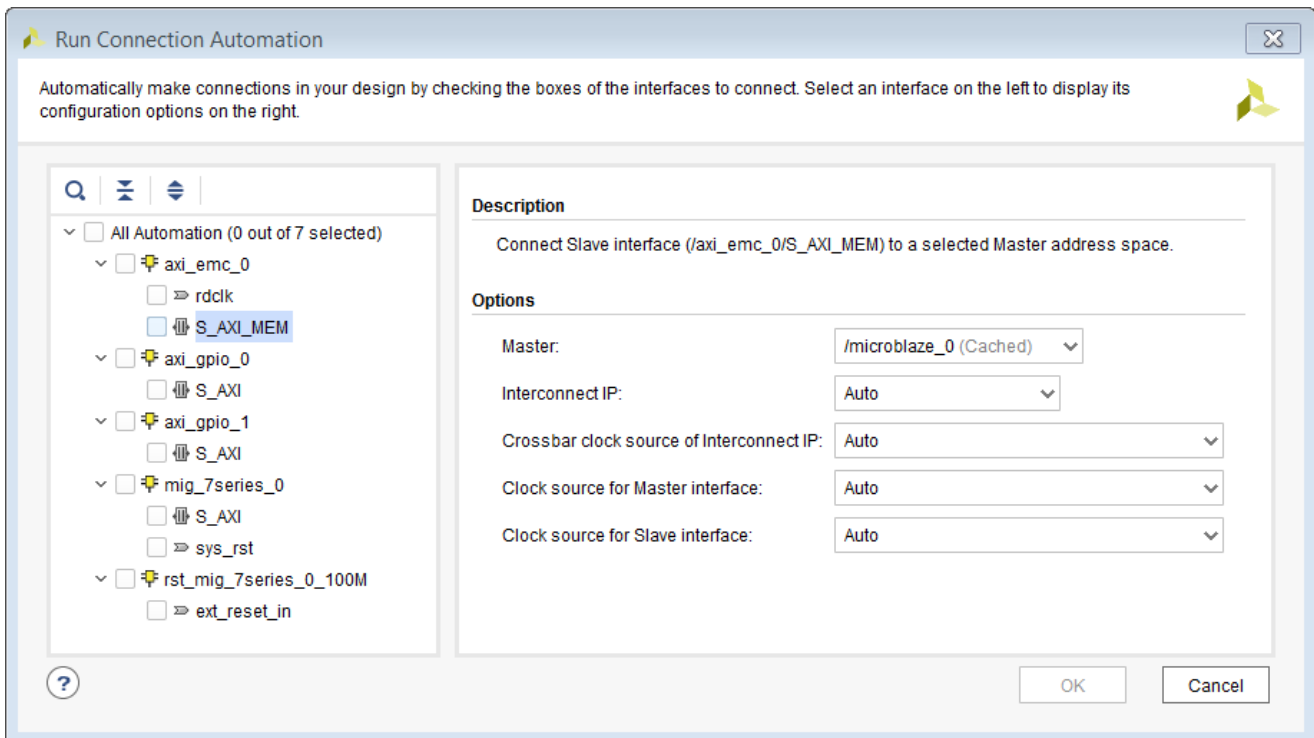 Run Connection Automation
Automatically make connections in your design by checking the boxes of the interfaces to connect. Select an interface on the left to display its
configuration options on the right.
All Automation (0 out of 7 selected)
axi_emc_0
rdclk
S_AXI_MEM
axi_gpio_0
S_AXI
axi_gpio_1
S_AXI
mig_7series_0
S_AXI
sys_rst
rst_mig_7series_0_100M
ext_reset_in
Description
Connect Slave interface (/axi_emc_0/S_AXI_MEM) to a selected Master address space.
Options
Master: /microblaze_0 (Cached)
Interconnect IP: Auto
Crossbar clock source of Interconnect IP: Auto
Clock source for Master interface: Auto
Clock source for Slave interface: Auto
?
OK Cancel